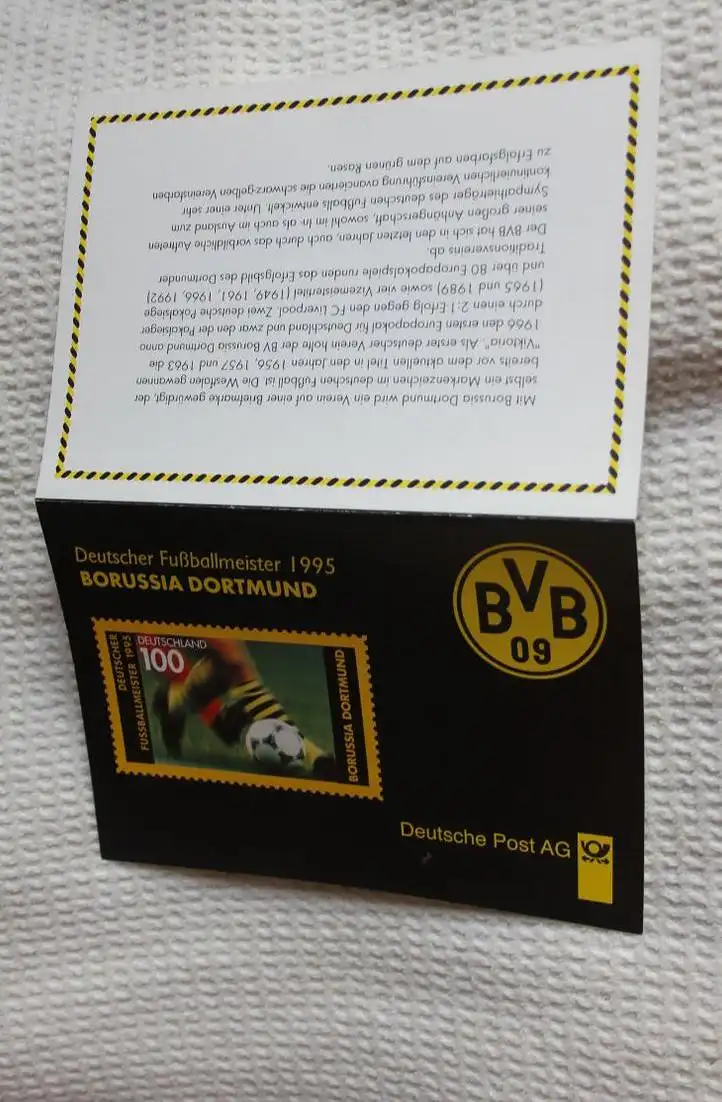 Deutscher Fußballmeister 1995
BORUSSIA DORTMUND
DEUTSCHER
FUSSBALLMEISTER 1995
DEUTSCHLAND
100
BORUSSIA DORTMUND
BVB
09
Deutsche Post AG
Mit Borussia Dortmund wird ein Verein auf einer Briefmarke gewürdigt, der
selbst ein Markenzeichen im deutschen Fußball ist. Die Westfalen gewannen
bereits vor dem aktuellen Titel in den Jahren 1956, 1957 und 1963 die
"Viktoria". Als erster deutscher Verein holte der BV Borussia Dortmund anno
1966 den ersten Europapokal für Deutschland und zwar den der Pokalsieger
durch einen 2:1 Erfolg gegen den FC Liverpool. Zwei deutsche Pokalsiege
(1965 und 1989) sowie vier Vizemeistertitel (1949, 1961, 1966, 1992)
und über 80 Europapokalspiele runden das Erfolgsbild des Dortmunder
Traditionsvereins ab.
Der BVB hat sich in den letzten Jahren, auch durch das vorbildliche Auftreten
seiner großen Anhängerschaft, sowohl im In- als auch im Ausland zum
Sympathieträger des deutschen Fußballs entwickelt. Unter einer sehr
kontinuierlichen Vereinsführung avancierten die schwarz-gelben Vereinsfarben
zu Erfolgsfarben auf dem grünen Rasen.